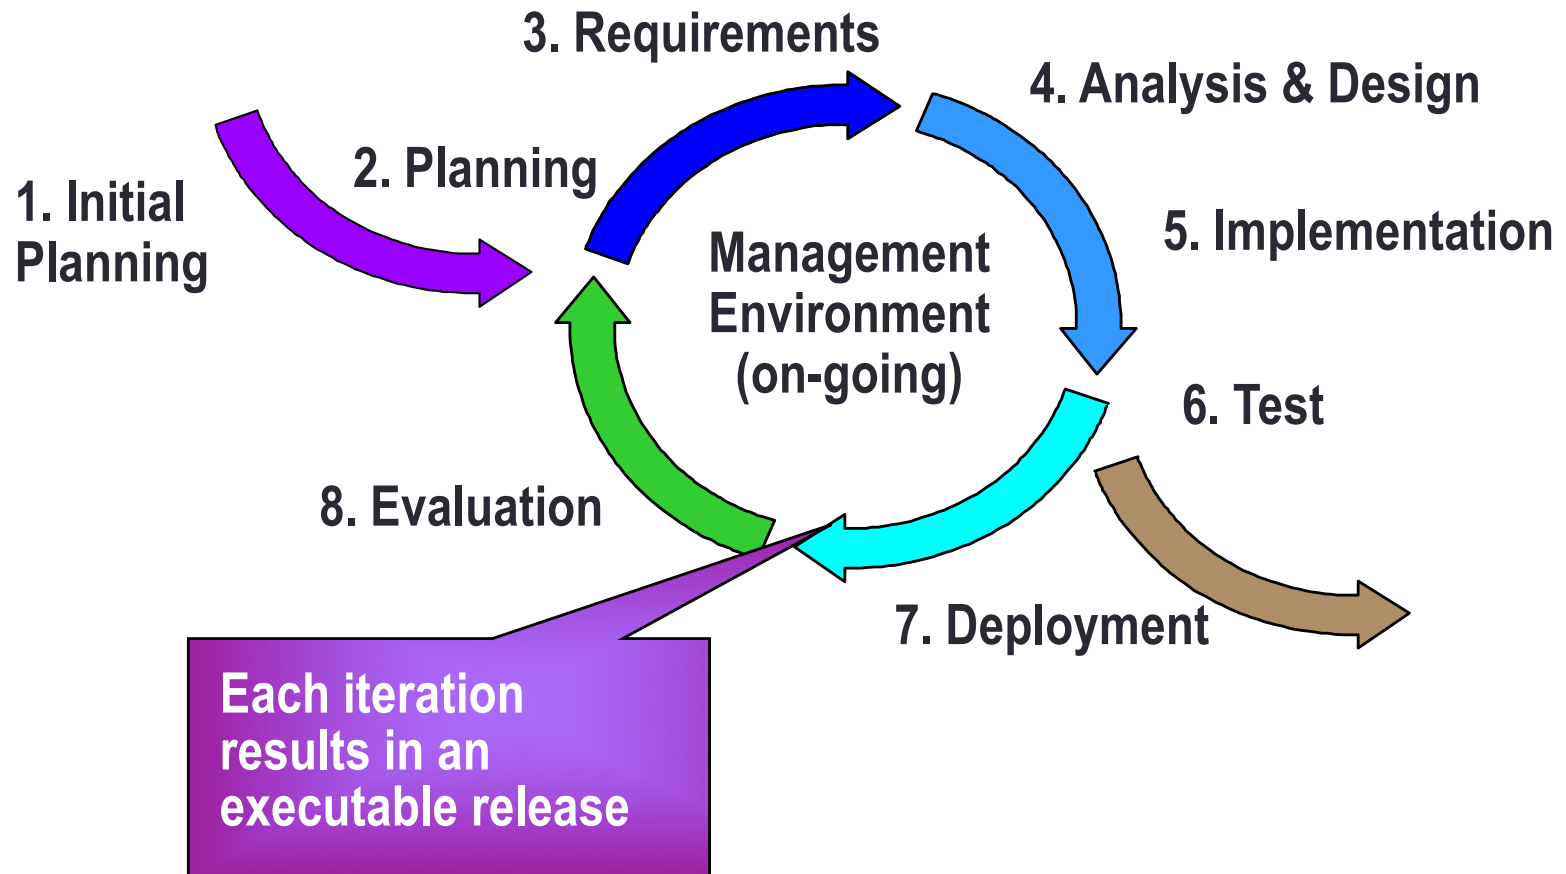 3. Requirements
4. Analysis & Design
2. Planning
1. Initial
Planning
5. Implementation
Management
Environment
(on-going)
6. Test
8. Evaluation
7. Deployment
Each iteration
results in an
executable release